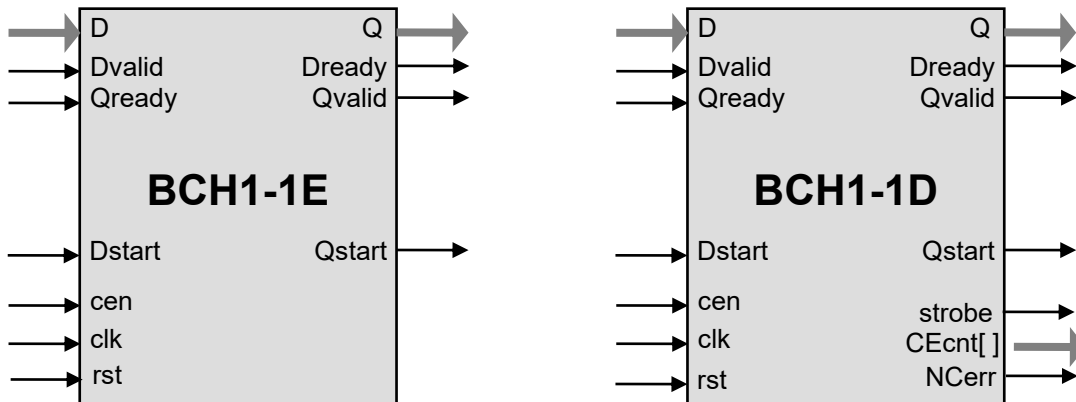 D Q
Dvalid Dready
Qready Qvalid
BCH1-1E
Dstart Qstart
cen
clk
rst
D Q
Dvalid Dready
Qready Qvalid
BCH1-1D
Dstart Qstart
cen strobe
clk CEcnt[ ]
rst NCerr